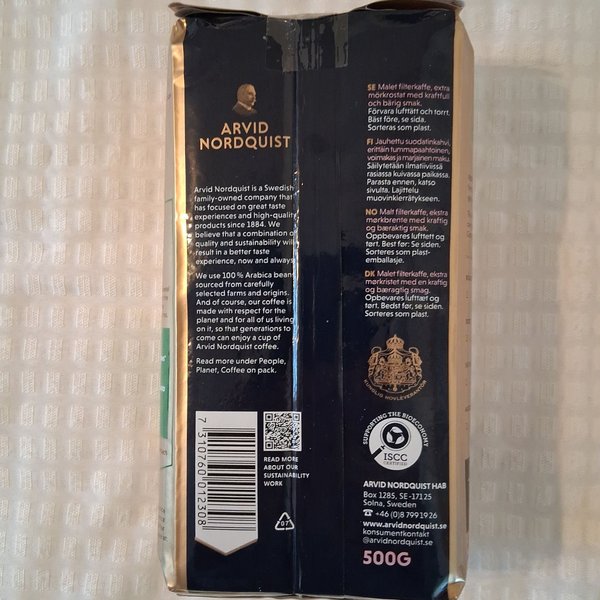 ARVID
NORDQUIST
Arvid Nordquist is a Swedish
family-owned company that
has focused on great taste
experiences and high-quality
products since 1884. We
believe that a combination of
quality and sustainability will
result in a better taste
experience, now and always.
We use 100 % Arabica beans
sourced from carefully
selected farms and origins.
And of course, our coffee is
made with respect for the
planet and for all of us living
on it, so that generations to
come can enjoy a cup of
Arvid Nordquist coffee.
Read more under People,
Planet, Coffee on pack.
7310760 012308
READ MORE
ABOUT OUR
SUSTAINABILITY
WORK
97
SE Malet filterkaffe, extra
mörkrostat med kraftfull
och bärig smak.
Förvara lufttätt och torrt.
Bäst före, se sida.
Sorteras som plast.
FI Jauhettu suodatinkahvi,
erittäin tummapaahtoinen,
voimakas ja marjainen maku.
Säilytetään ilmatiiviissä
rasiassa kuivassa paikassa.
Parasta ennen, katso
sivulta. Lajittelu
muovinkierrätykseen.
NO Malt filterkaffe, ekstra
mørkbrente med kraftig
og bæraktig smak.
Oppbevares lufttett og
tørt. Best før: Se siden.
Sorteres som plast-
emballasje.
DK Malet filterkaffe, ekstra
mørkristet med en kraftig
og bæragtig smag.
Opbevares lufttæt og
tørt. Bedst før, se siden.
Sorteres som plast.
KUNGLIG HOVLEVERANTÖR
SUPPORTING THE BIOECONOMY
ISCC
CERTIFIED
ARVID NORDQUIST HAB
Box 1285, SE-171 25
Solna, Sweden
☎ +46 (0)8 799 19 26
www.arvidnordquist.se
konsumentkontakt
@arvidnordquist.se
500G